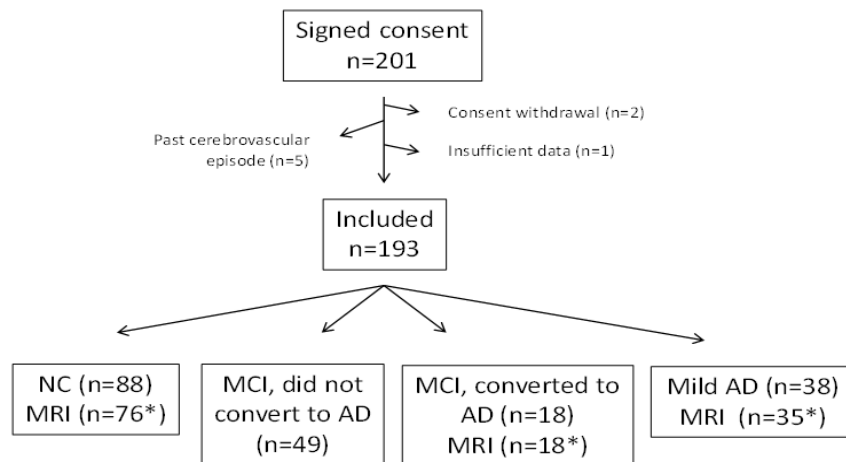 Signed consent
n=201
Consent withdrawal (n=2)
Past cerebrovascular
episode (n=5)
Insufficient data (n=1)
Included
n=193
NC (n=88)
MRI (n=76*)
MCI, did not
convert to AD
(n=49)
MCI, converted to
AD (n=18)
MRI (n=18*)
Mild AD (n=38)
MRI (n=35*)